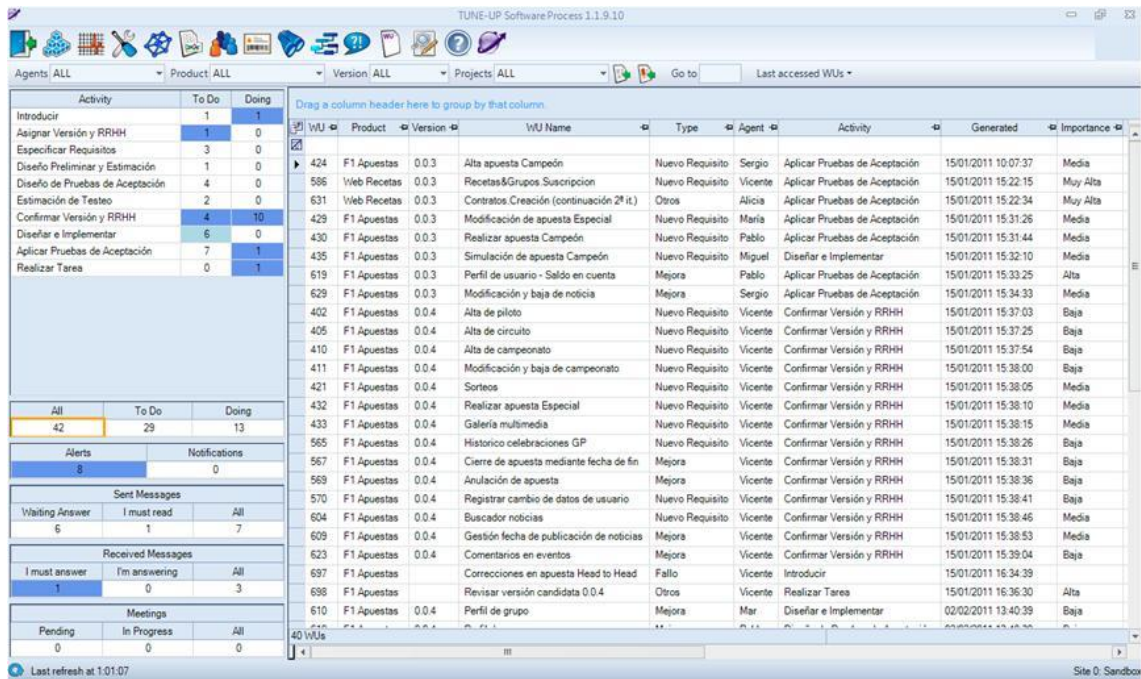 TUNE-UP Software Process 1.1.9.10
Agents ALL Product ALL Version ALL Projects ALL Go to Last accessed WUs
Activity To Do Doing
Introducir 1 1
Asignar Versión y RRHH 1 0
Especificar Requisitos 3 0
Diseño Preliminar y Estimación 1 0
Diseño de Pruebas de Aceptación 4 0
Estimación de Testeo 2 0
Confirmar Versión y RRHH 4 10
Diseñar e Implementar 6 0
Aplicar Pruebas de Aceptación 7 1
Realizar Tarea 0 1
All To Do Doing
42 29 13
Alerts Notifications
8 0
Sent Messages
Waiting Answer I must read All
6 1 7
Received Messages
I must answer I'm answering All
1 0 3
Meetings
Pending In Progress All
0 0 0
Drag a column header here to group by that column.
WU Product Version WU Name Type Agent Activity Generated Importance
424 F1 Apuestas 0.0.3 Alta apuesta Campeón Nuevo Requisito Sergio Aplicar Pruebas de Aceptación 15/01/2011 10:07:37 Media
586 Web Recetas 0.0.3 Recetas&Grupos.Suscripcion Nuevo Requisito Vicente Aplicar Pruebas de Aceptación 15/01/2011 15:22:15 Muy Alta
631 Web Recetas 0.0.3 Contratos.Creación (continuación 2ª it.) Otros Alicia Aplicar Pruebas de Aceptación 15/01/2011 15:22:34 Muy Alta
429 F1 Apuestas 0.0.3 Modificación de apuesta Especial Nuevo Requisito María Aplicar Pruebas de Aceptación 15/01/2011 15:31:26 Media
430 F1 Apuestas 0.0.3 Realizar apuesta Campeón Nuevo Requisito Pablo Aplicar Pruebas de Aceptación 15/01/2011 15:31:44 Media
435 F1 Apuestas 0.0.3 Simulación de apuesta Campeón Nuevo Requisito Miguel Diseñar e Implementar 15/01/2011 15:32:10 Media
619 F1 Apuestas 0.0.3 Perfil de usuario - Saldo en cuenta Mejora Pablo Aplicar Pruebas de Aceptación 15/01/2011 15:33:25 Alta
629 F1 Apuestas 0.0.3 Modificación y baja de noticia Mejora Sergio Aplicar Pruebas de Aceptación 15/01/2011 15:34:33 Media
402 F1 Apuestas 0.0.4 Alta de piloto Nuevo Requisito Vicente Confirmar Versión y RRHH 15/01/2011 15:37:03 Baja
405 F1 Apuestas 0.0.4 Alta de circuito Nuevo Requisito Vicente Confirmar Versión y RRHH 15/01/2011 15:37:25 Baja
410 F1 Apuestas 0.0.4 Alta de campeonato Nuevo Requisito Vicente Confirmar Versión y RRHH 15/01/2011 15:37:54 Baja
411 F1 Apuestas 0.0.4 Modificación y baja de campeonato Nuevo Requisito Vicente Confirmar Versión y RRHH 15/01/2011 15:38:00 Baja
421 F1 Apuestas 0.0.4 Sorteos Nuevo Requisito Vicente Confirmar Versión y RRHH 15/01/2011 15:38:05 Media
432 F1 Apuestas 0.0.4 Realizar apuesta Especial Nuevo Requisito Vicente Confirmar Versión y RRHH 15/01/2011 15:38:10 Media
433 F1 Apuestas 0.0.4 Galería multimedia Nuevo Requisito Vicente Confirmar Versión y RRHH 15/01/2011 15:38:15 Media
565 F1 Apuestas 0.0.4 Historico celebraciones GP Nuevo Requisito Vicente Confirmar Versión y RRHH 15/01/2011 15:38:26 Baja
567 F1 Apuestas 0.0.4 Cierre de apuesta mediante fecha de fin Mejora Vicente Confirmar Versión y RRHH 15/01/2011 15:38:31 Baja
569 F1 Apuestas 0.0.4 Anulación de apuesta Mejora Vicente Confirmar Versión y RRHH 15/01/2011 15:38:36 Baja
570 F1 Apuestas 0.0.4 Registrar cambio de datos de usuario Nuevo Requisito Vicente Confirmar Versión y RRHH 15/01/2011 15:38:41 Baja
604 F1 Apuestas 0.0.4 Buscador noticias Nuevo Requisito Vicente Confirmar Versión y RRHH 15/01/2011 15:38:46 Media
609 F1 Apuestas 0.0.4 Gestión fecha de publicación de noticias Mejora Vicente Confirmar Versión y RRHH 15/01/2011 15:38:53 Media
623 F1 Apuestas 0.0.4 Comentarios en eventos Mejora Vicente Confirmar Versión y RRHH 15/01/2011 15:39:04 Baja
697 F1 Apuestas Correcciones en apuesta Head to Head Fallo Vicente Introducir 15/01/2011 16:34:39
698 F1 Apuestas Revisar versión candidata 0.0.4 Otros Vicente Realizar Tarea 15/01/2011 16:36:30 Alta
610 F1 Apuestas 0.0.4 Perfil de grupo Mejora Mar Diseñar e Implementar 02/02/2011 13:40:39 Baja
40 WUs
Last refresh at 1:01:07 Site 0: Sandbox